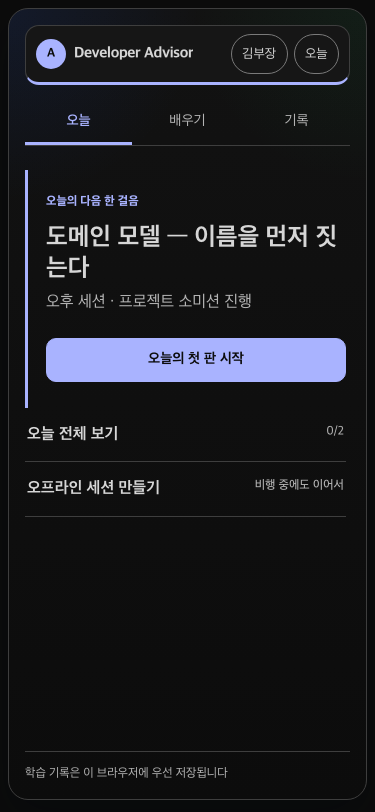 A
Developer Advisor
김부장
오늘
오늘
배우기
기록
오늘의 다음 한 걸음
도메인 모델 — 이름을 먼저 짓
는다
오후 세션 · 프로젝트 소미션 진행
오늘의 첫 판 시작
오늘 전체 보기
0/2
오프라인 세션 만들기
비행 중에도 이어서
학습 기록은 이 브라우저에 우선 저장됩니다